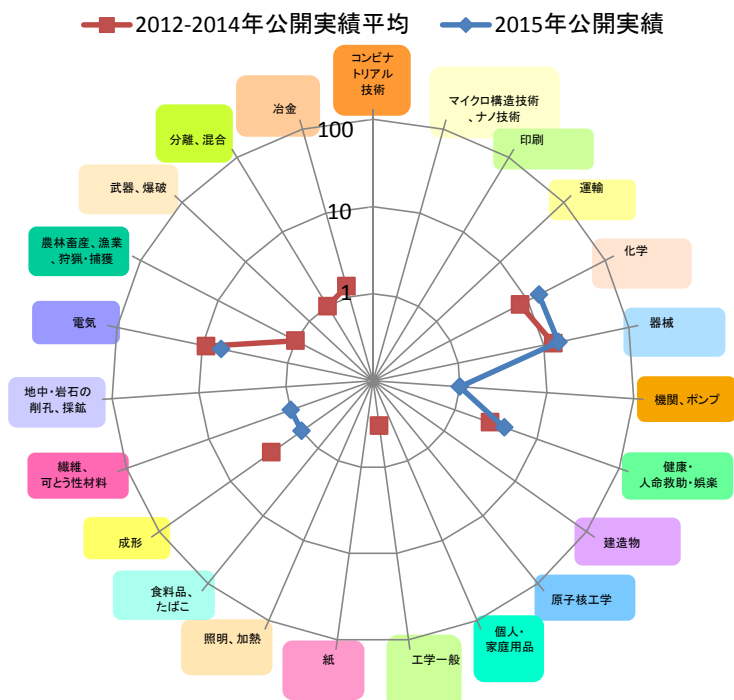 2012-2014年公開実績平均
2015年公開実績
コンビナ
トリアル
技術
マイクロ構造技術
、ナノ技術
印刷
運輸
化学
器械
機関、ポンプ
健康・
人命救助・娯楽
建造物
原子核工学
個人・
家庭用品
工学一般
紙
照明、加熱
食料品、
たばこ
成形
繊維、
可とう性材料
地中・岩石の
削孔、採鉱
電気
農林畜産、漁業
、狩猟・捕獲
武器、爆破
分離、混合
冶金
100
10
1